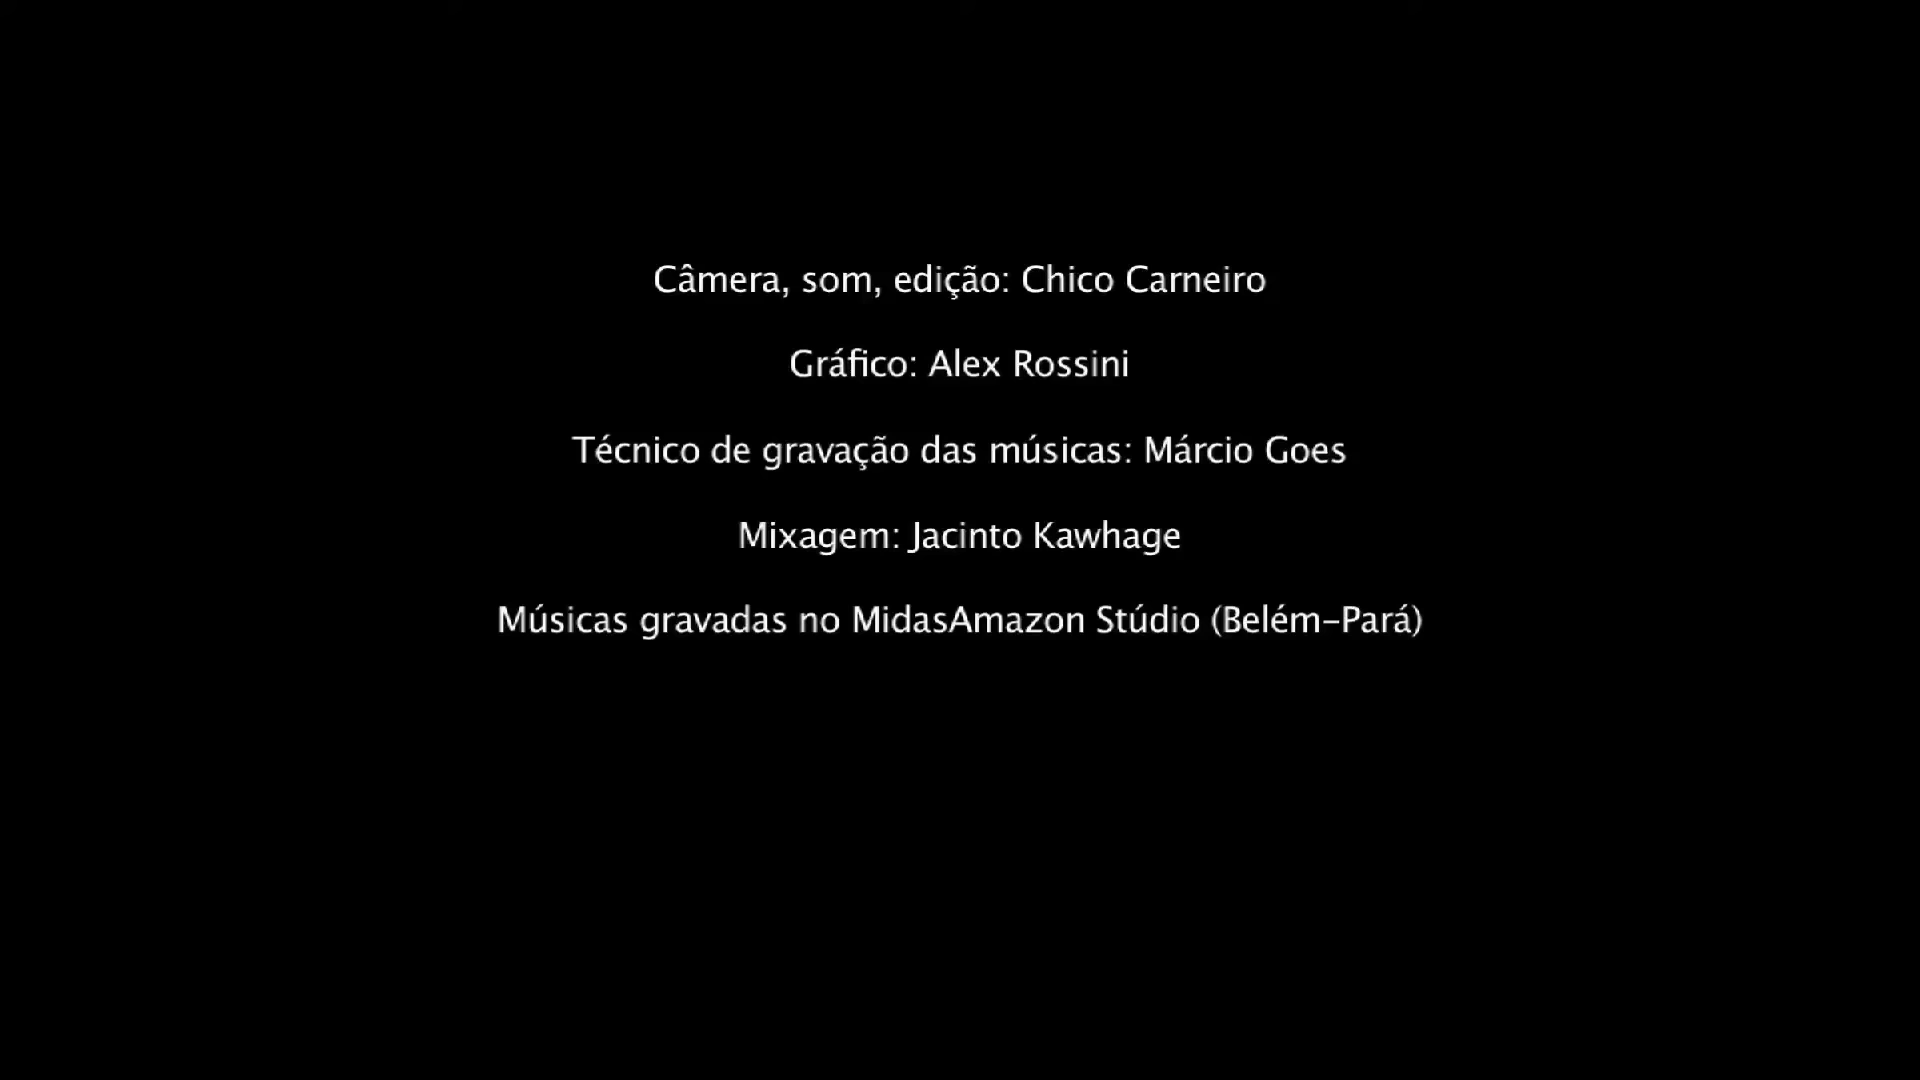 Câmera, som, edição: Chico Carneiro
Gráfico: Alex Rossini
Técnico de gravação das músicas: Márcio Goes
Mixagem: Jacinto Kawhage
Músicas gravadas no MidasAmazon Stúdio (Belém-Pará)